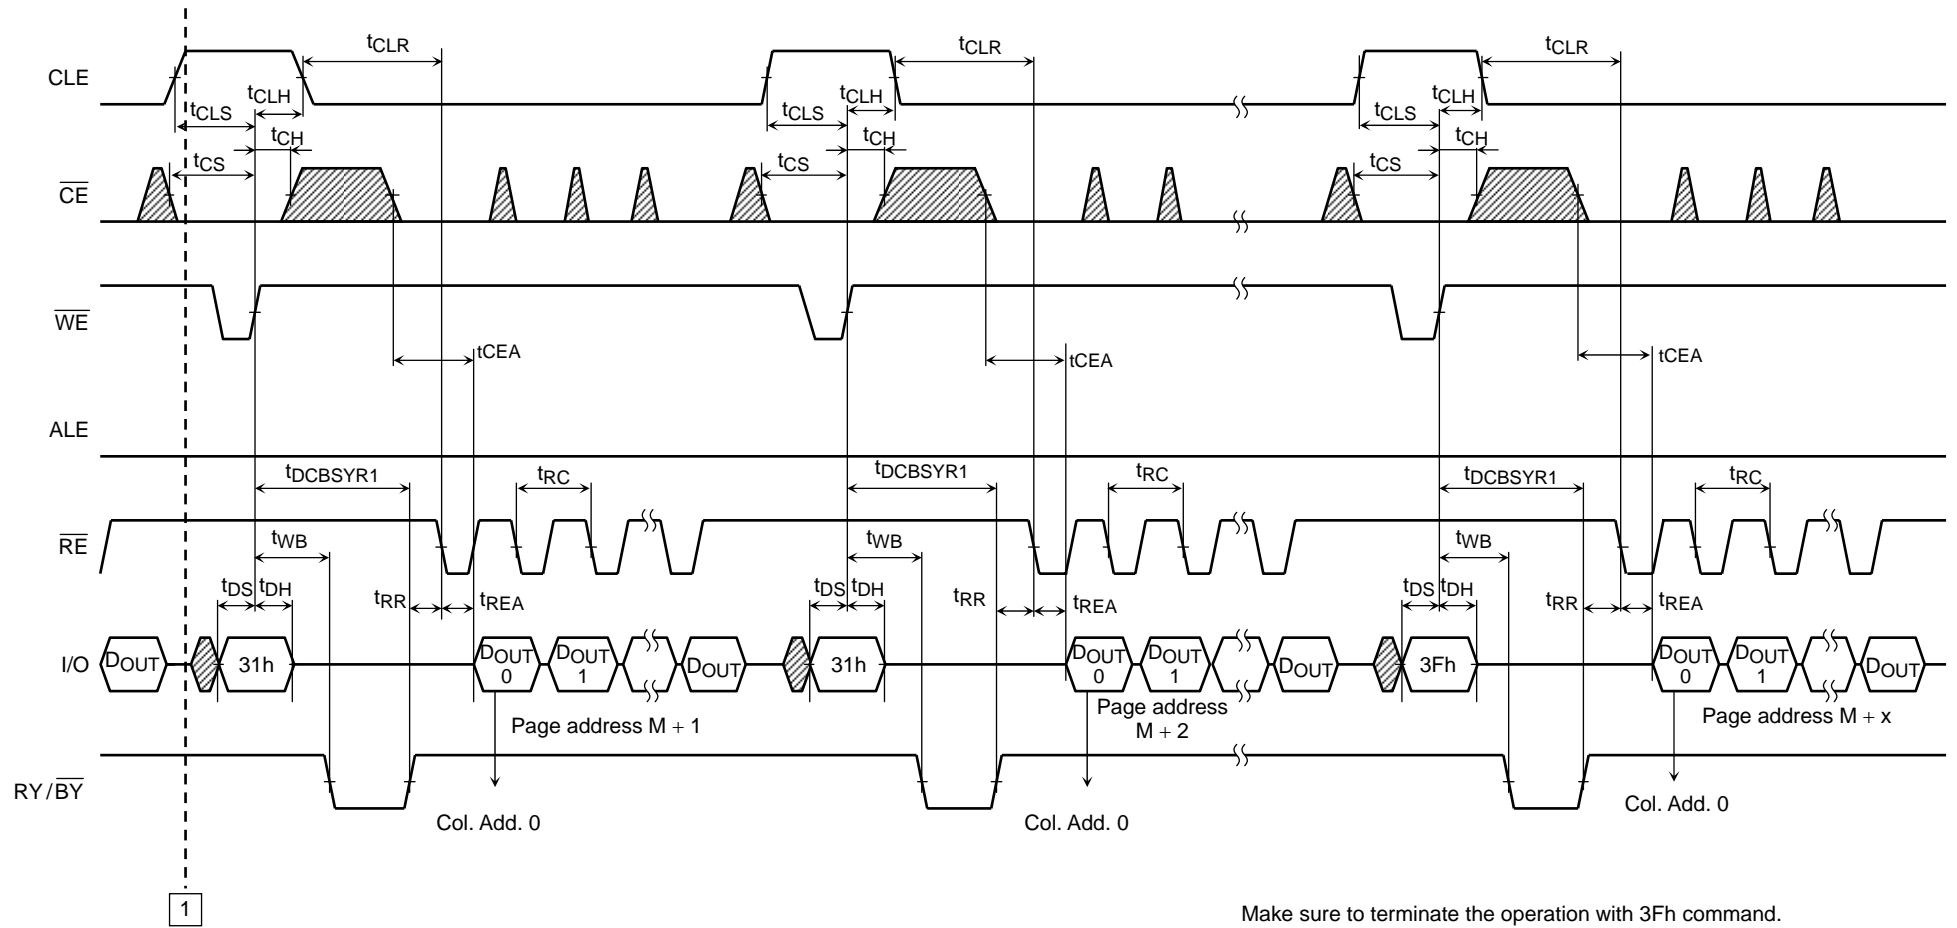 tCLR tCLR tCLR
CLE
tCLH tCLH tCLH
tCLS tCLS tCLS
tCH tCH tCH
tCS tCS tCS
CE
WE
tCEA tCEA tCEA
ALE
tDCBSYR1 tDCBSYR1 tDCBSYR1
tRC tRC tRC
RE
tWB tWB tWB
tDS tDH tDS tDH tDS tDH
tRR tREA tRR tREA tRR tREA
I/O DOUT 31h DOUT 0 DOUT 1 DOUT 31h DOUT 0 DOUT 1 DOUT 3Fh DOUT 0 DOUT 1 DOUT
Page address M + 1
Page address
M + 2
Page address M + x
RY/BY
Col. Add. 0 Col. Add. 0 Col. Add. 0
1
Make sure to terminate the operation with 3Fh command.